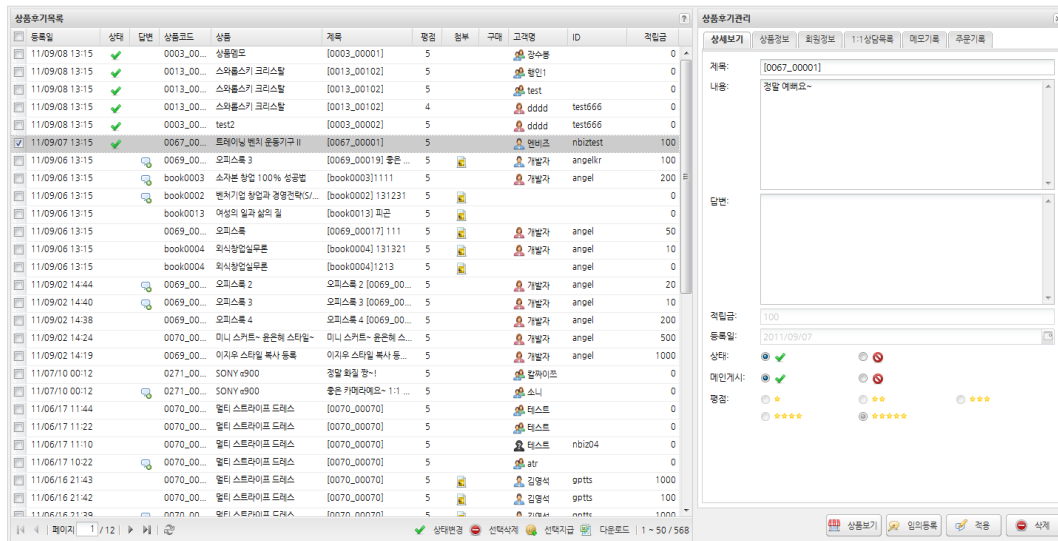 상품후기목록
등록일 상태 답변 상품코드 상품 제목 평점 첨부 구매 고객명 ID 적립금
11/09/08 13:15 0003_00... 상품멤모 [0003_00001] 5 장수봉 0
11/09/08 13:15 0013_00... 스와롭스키 크리스탈 [0013_00102] 5 행인1 0
11/09/08 13:15 0013_00... 스와롭스키 크리스탈 [0013_00102] 5 test 0
11/09/08 13:15 0013_00... 스와롭스키 크리스탈 [0013_00102] 4 dddd test666 0
11/09/08 13:15 0003_00... test2 [0003_00002] 5 dddd test666 0
11/09/07 13:15 0067_00... 트레이닝 벤치 운동기구 II [0067_00001] 5 엔비즈 nbiztest 100
11/09/06 13:15 0069_00... 오피스룩 3 [0069_00019] 좋은 ... 5 개발자 angelkr 100
11/09/06 13:15 book0003 소자본 창업 100% 성공법 [book0003]1111 5 개발자 angel 200
11/09/06 13:15 book0002 벤처기업 창업과 경영전략(S/... [book0002] 131231 5 0
11/09/06 13:15 book0013 여성의 일과 삶의 질 [book0013] 피곤 5 0
11/09/06 13:15 0069_00... 오피스룩 [0069_00017] 111 5 개발자 angel 50
11/09/06 13:15 book0004 외식창업실무론 [book0004] 131321 5 개발자 angel 10
11/09/06 13:15 book0004 외식창업실무론 [book0004]1213 5 angel 0
11/09/02 14:44 0069_00... 오피스룩 2 오피스룩 2 [0069_00... 5 개발자 angel 20
11/09/02 14:40 0069_00... 오피스룩 3 오피스룩 3 [0069_00... 5 개발자 angel 10
11/09/02 14:38 0069_00... 오피스룩 4 오피스룩 4 [0069_00... 5 개발자 angel 200
11/09/02 14:24 0070_00... 미니 스커트~ 윤은혜 스타일~ 미니 스커트~ 윤은혜 스... 5 개발자 angel 500
11/09/02 14:19 0069_00... 이지우 스타일 복사 등록 이지우 스타일 복사 등... 5 개발자 angel 1000
11/07/10 00:12 0271_00... SONY α900 정말 화질 짱~! 5 활짜이쯔 0
11/07/10 00:12 0271_00... SONY α900 좋은 카메라예요~ 1:1 ... 5 소니 0
11/06/17 11:44 0070_00... 멀티 스트라이프 드레스 [0070_00070] 5 테스트 0
11/06/17 11:22 0070_00... 멀티 스트라이프 드레스 [0070_00070] 5 테스트 0
11/06/17 11:10 0070_00... 멀티 스트라이프 드레스 [0070_00070] 5 테스트 nbiz04 0
11/06/17 10:22 0070_00... 멀티 스트라이프 드레스 [0070_00070] 5 atr 0
11/06/16 21:43 0070_00... 멀티 스트라이프 드레스 [0070_00070] 5 김영석 gptts 1000
11/06/16 21:42 0070_00... 멀티 스트라이프 드레스 [0070_00070] 5 김영석 gptts 100
11/06/16 21:39 0070_00... 멀티 스트라이프 드레스 [0070_00070] 5 김영석 gptts 1000
페이지 1 / 12 상태변경 선택삭제 선택지급 다운로드 1 ~ 50 / 568
상품후기관리
상세보기 상품정보 회원정보 1:1상담목록 메모기록 주문기록
제목: [0067_00001]
내용: 정말 예뻐요~
답변:
적립금: 100
등록일: 2011/09/07
상태:
메인게시:
평점:
상품보기 임의등록 적용 삭제